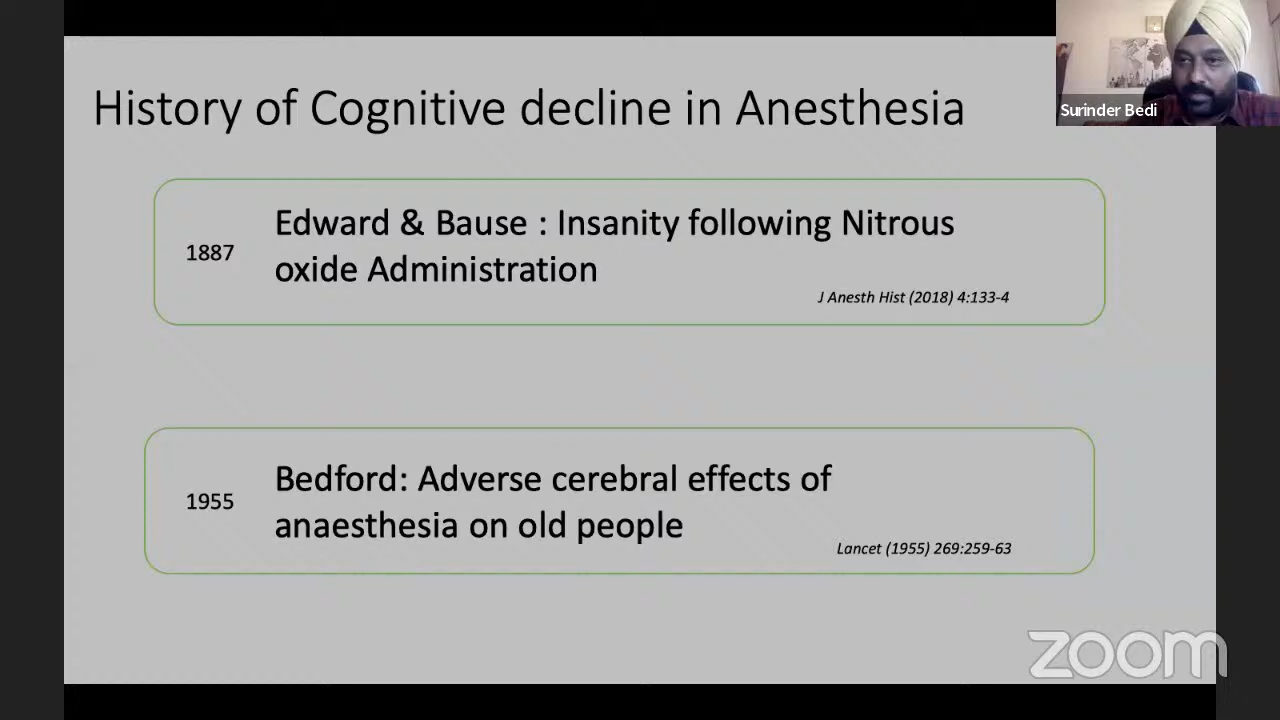 History of Cognitive decline in Anesthesia
Surinder Bedi
1887
Edward & Bause : Insanity following Nitrous
oxide Administration
J Anesth Hist (2018) 4:133-4
1955
Bedford: Adverse cerebral effects of
anaesthesia on old people
Lancet (1955) 269:259-63
zoom